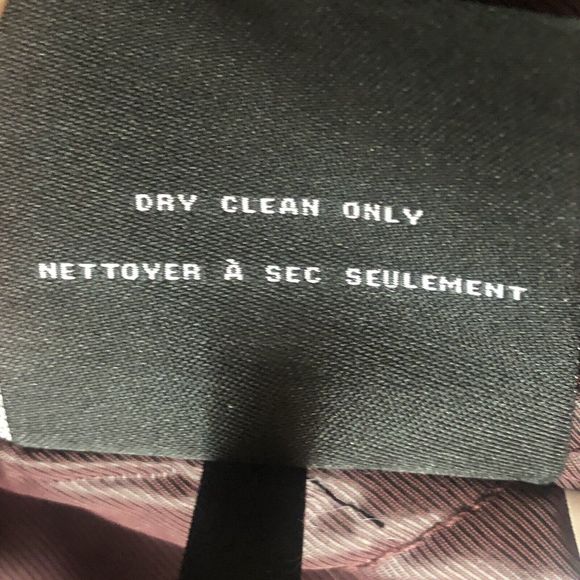 DRY CLEAN ONLY
NETTOYER À SEC SEULEMENT